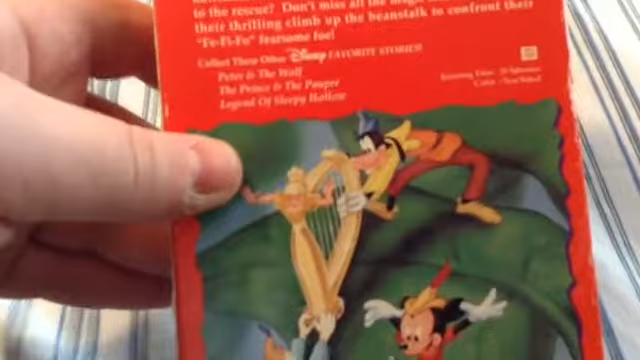 to the rescue? Don't miss all the magic
their thrilling climb up the beanstalk to confront their
"Fe-Fi-Fo" fearsome foe!
Collect These Other Disney FAVORITE STORIES!
Peter & The Wolf
The Prince & The Pauper
Legend Of Sleepy Hollow
Running Time: